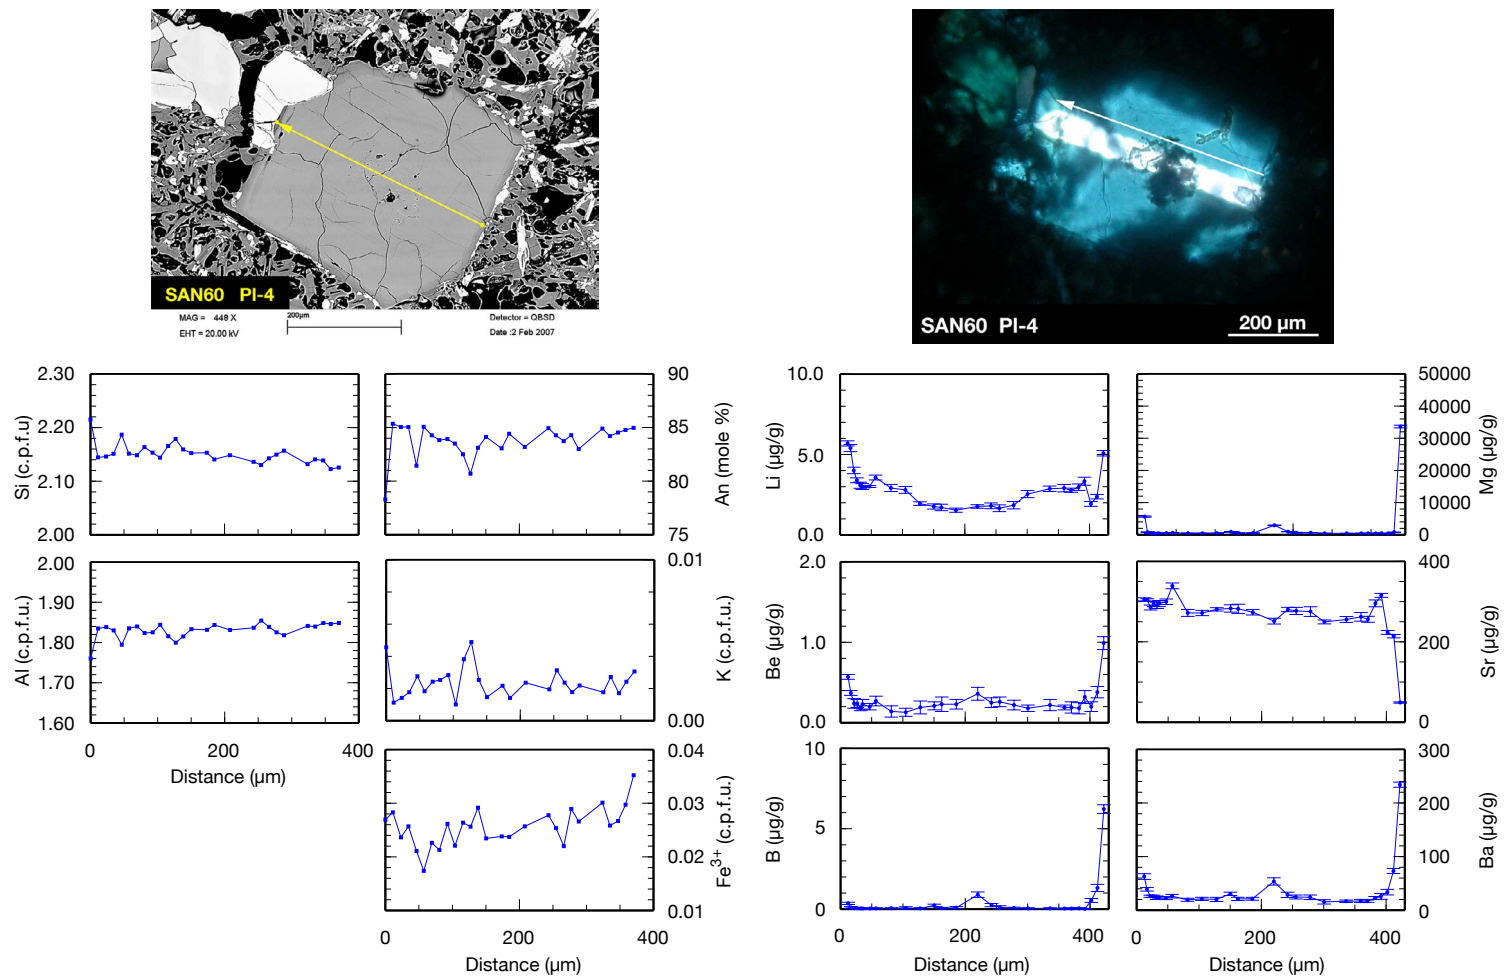 SAN60 PI-4
MAG = 448 X
200µm
Detector = QBSD
EHT = 20.00 kV
Date :2 Feb 2007
SAN60 PI-4
200 µm
2.30
2.20
2.10
2.00
Si (c.p.f.u)
90
85
80
75
An (mole %)
2.00
1.90
1.80
1.70
1.60
Al (c.p.f.u.)
0
200
400
Distance (µm)
0.01
0.00
K (c.p.f.u.)
0.04
0.03
0.02
0.01
Fe3+ (c.p.f.u.)
0
200
400
Distance (µm)
10.0
5.0
0.0
Li (µg/g)
50000
40000
30000
20000
10000
0
Mg (µg/g)
2.0
1.0
0.0
Be (µg/g)
400
200
0
Sr (µg/g)
10
5
0
B (µg/g)
0
200
400
Distance (µm)
300
200
100
0
Ba (µg/g)
0
200
400
Distance (µm)